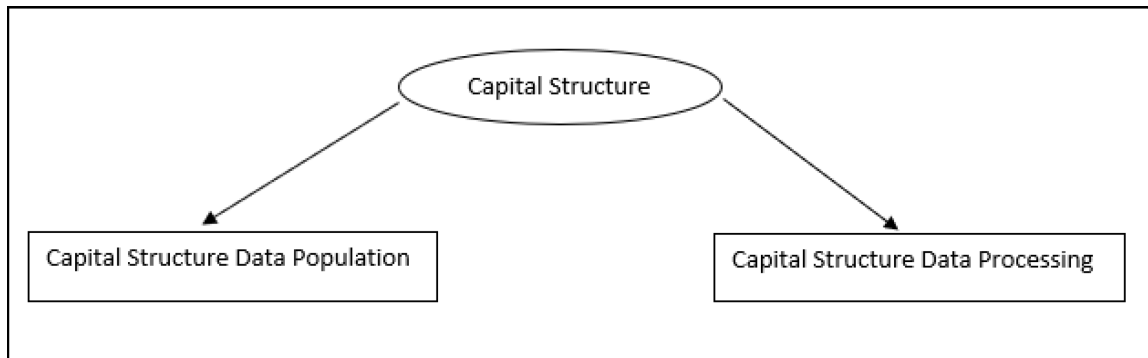 Capital Structure
Capital Structure Data Population
Capital Structure Data Processing